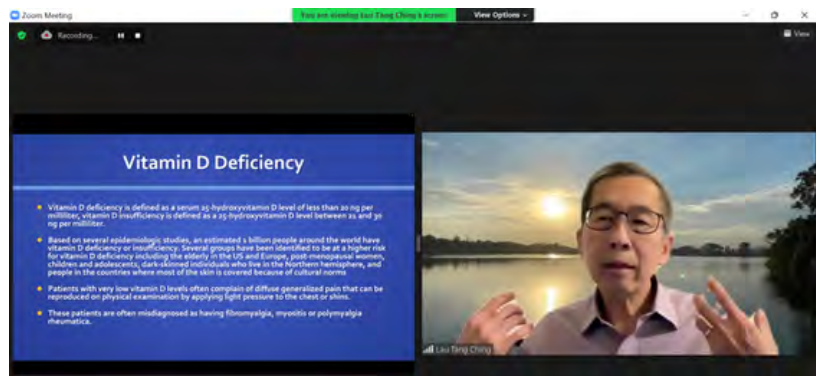 Zoom Meeting
You are viewing Lau Tang Ching's screen
View Options
Recording...
View
Vitamin D Deficiency
Vitamin D deficiency is defined as a serum 25-hydroxyvitamin D level of less than 20 ng per
milliliter, vitamin D insufficiency is defined as a 25-hydroxyvitamin D level between 21 and 30
ng per milliliter.
Based on several epidemiologic studies, an estimated 1 billion people around the world have
vitamin D deficiency or insufficiency. Several groups have been identified to be at a higher risk
for vitamin D deficiency including the elderly in the US and Europe, post-menopausal women,
children and adolescents, dark-skinned individuals who live in the Northern hemisphere, and
people in the countries where most of the skin is covered because of cultural norms
Patients with very low vitamin D levels often complain of diffuse generalized pain that can be
reproduced on physical examination by applying light pressure to the chest or shins.
These patients are often misdiagnosed as having fibromyalgia, myositis or polymyalgia
rheumatica.
Lau Tang Ching